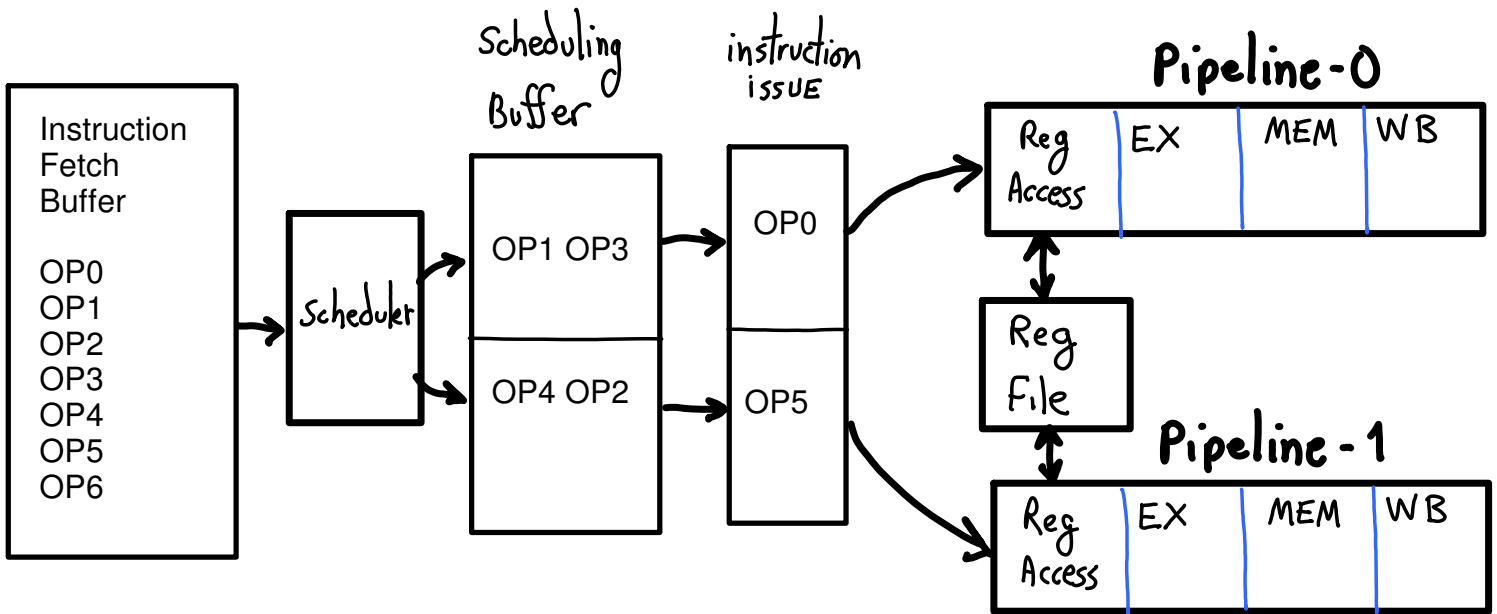 Instruction
Fetch
Buffer
OP0
OP1
OP2
OP3
OP4
OP5
OP6
Scheduler
Scheduling
Buffer
OP1 OP3
OP4 OP2
instruction
ISSUE
OP0
OP5
Pipeline-0
Reg
Access
EX
MEM
WB
Reg
File
Pipeline-1
Reg
Access
EX
MEM
WB